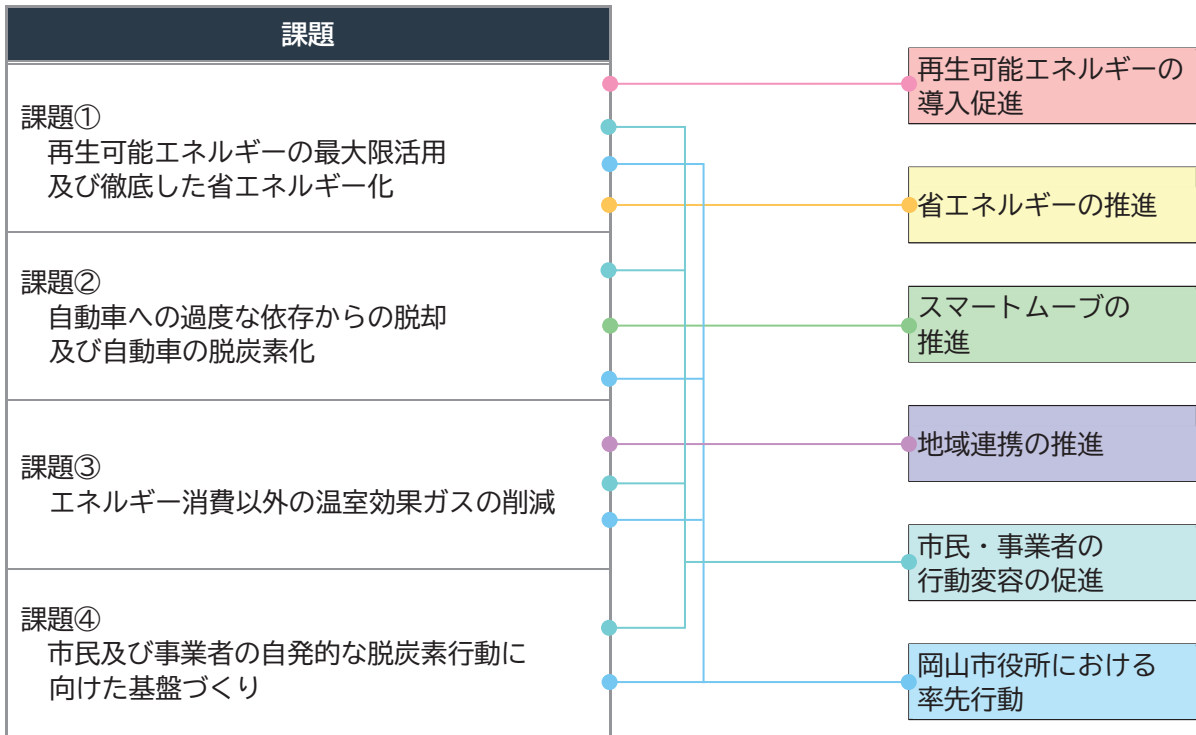 課題
課題①
再生可能エネルギーの最大限活用
及び徹底した省エネルギー化
課題②
自動車への過度な依存からの脱却
及び自動車の脱炭素化
課題③
エネルギー消費以外の温室効果ガスの削減
課題④
市民及び事業者の自発的な脱炭素行動に
向けた基盤づくり
再生可能エネルギーの
導入促進
省エネルギーの推進
スマートムーブの
推進
地域連携の推進
市民・事業者の
行動変容の促進
岡山市役所における
率先行動